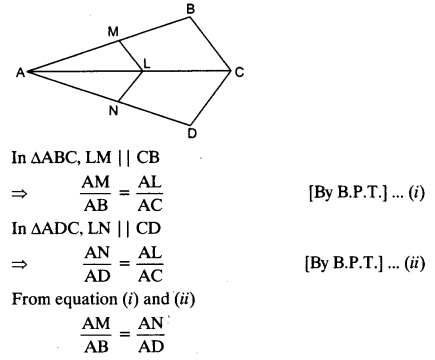 B
M
A
L
C
N
D
In ΔABC, LM || CB
⇒ AM/AB = AL/AC [By B.P.T.] ... (i)
In ΔADC, LN || CD
⇒ AN/AD = AL/AC [By B.P.T.] ... (ii)
From equation (i) and (ii)
AM/AB = AN/AD